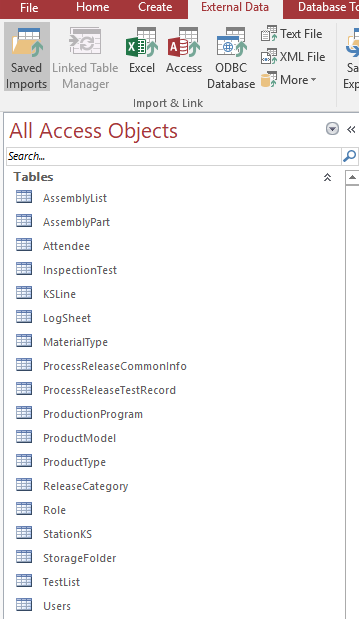 File Home Create External Data Database To
Saved Imports
Linked Table Manager
Excel
Access
ODBC Database
Text File
XML File
More
Sa
Exp
Import & Link
All Access Objects
Search...
Tables
AssemblyList
AssemblyPart
Attendee
InspectionTest
KSLine
LogSheet
MaterialType
ProcessReleaseCommonInfo
ProcessReleaseTestRecord
ProductionProgram
ProductModel
ProductType
ReleaseCategory
Role
StationKS
StorageFolder
TestList
Users